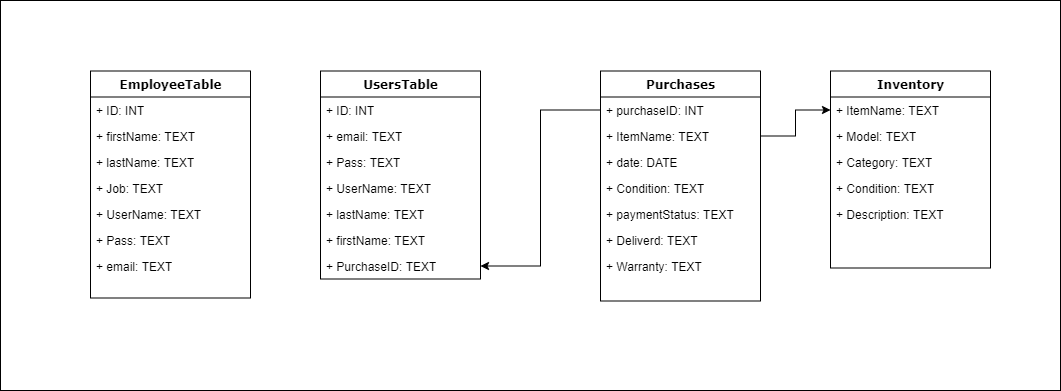 EmployeeTable
+ ID: INT
+ firstName: TEXT
+ lastName: TEXT
+ Job: TEXT
+ UserName: TEXT
+ Pass: TEXT
+ email: TEXT
UsersTable
+ ID: INT
+ email: TEXT
+ Pass: TEXT
+ UserName: TEXT
+ lastName: TEXT
+ firstName: TEXT
+ PurchaseID: TEXT
Purchases
+ purchaseID: INT
+ ItemName: TEXT
+ date: DATE
+ Condition: TEXT
+ paymentStatus: TEXT
+ Deliverd: TEXT
+ Warranty: TEXT
Inventory
+ ItemName: TEXT
+ Model: TEXT
+ Category: TEXT
+ Condition: TEXT
+ Description: TEXT